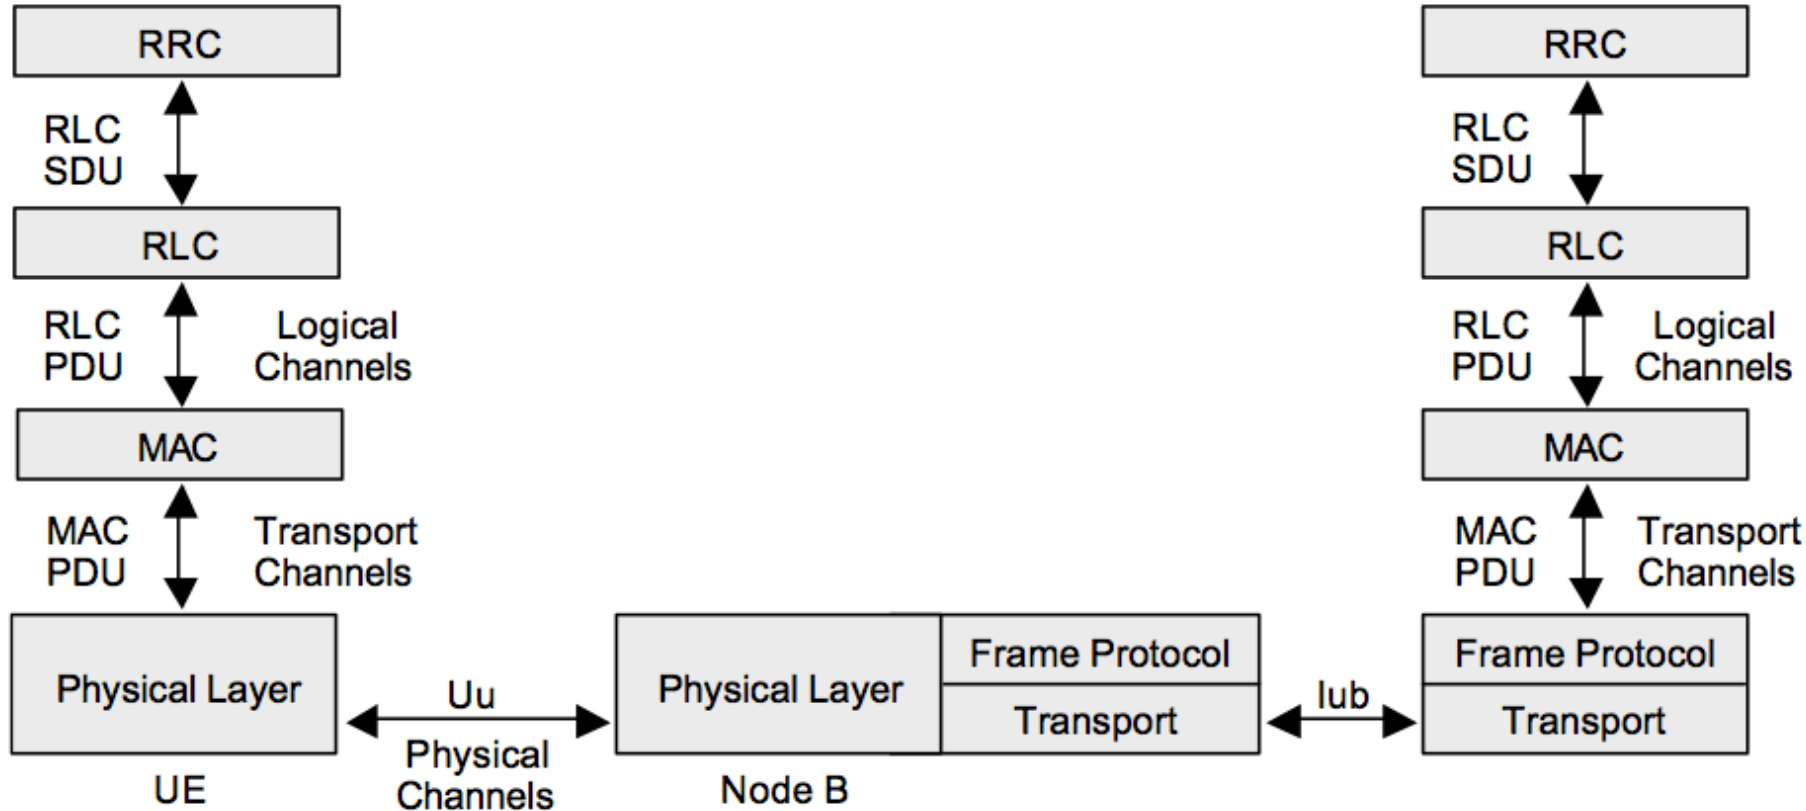 RRC
RRC
RLC
SDU
RLC
SDU
RLC
RLC
RLC
PDU
Logical
Channels
RLC
PDU
Logical
Channels
MAC
MAC
MAC
PDU
Transport
Channels
MAC
PDU
Transport
Channels
Physical Layer
Uu
Physical
Channels
Physical Layer
Frame Protocol
Transport
Iub
Frame Protocol
Transport
UE
Node B